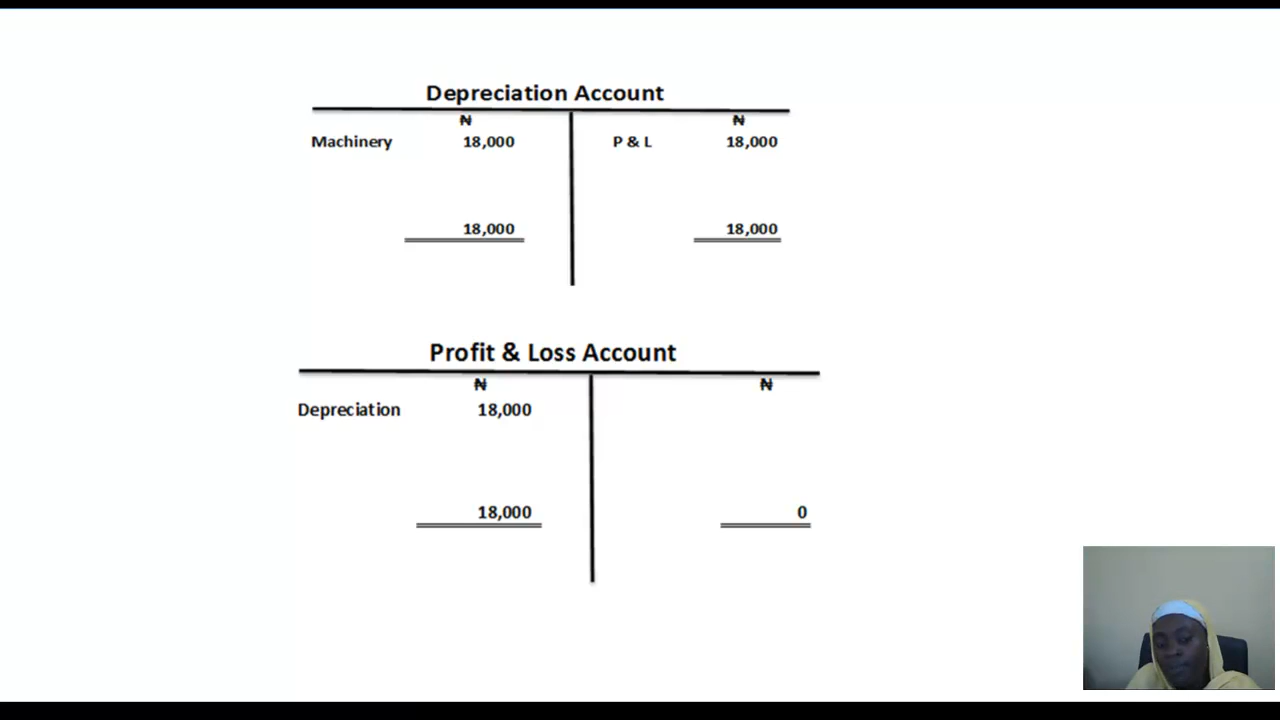 Depreciation Account
₦ ₦
Machinery 18,000 P & L 18,000
18,000 18,000
Profit & Loss Account
₦ ₦
Depreciation 18,000
18,000 0